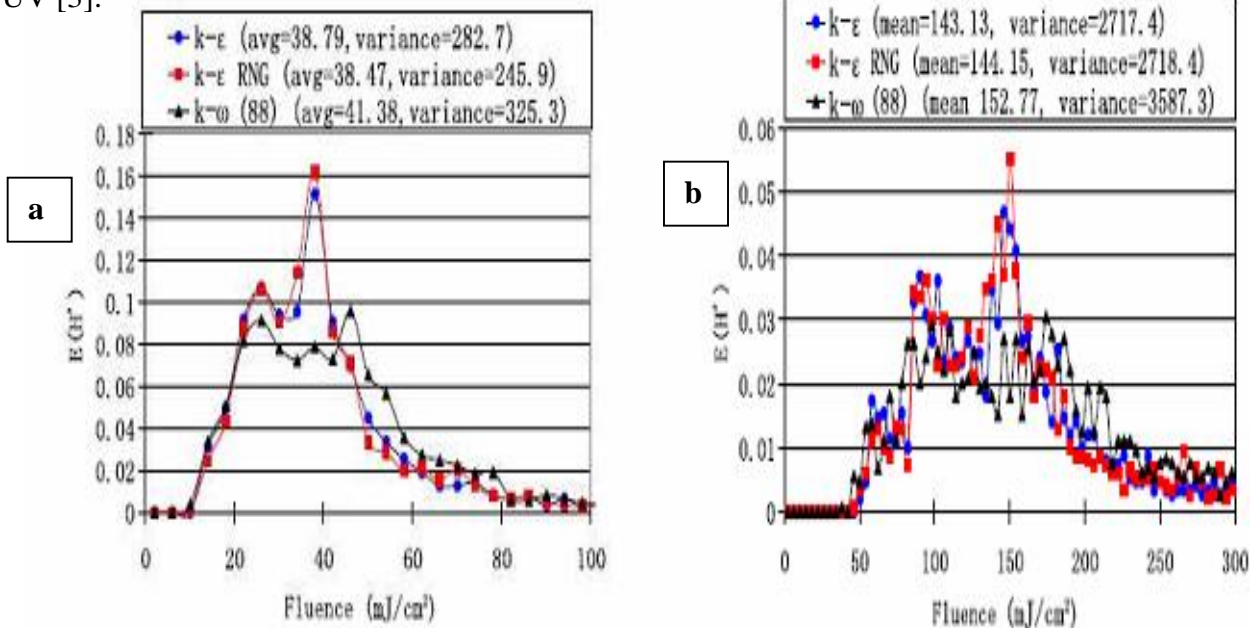 UV [5].
k-ε (avg=38.79, variance=282.7)
k-ε RNG (avg=38.47, variance=245.9)
k-ω (88) (avg=41.38, variance=325.3)
a
0.18
0.16
0.14
0.12
0.1
0.08
0.06
0.04
0.02
0
E(H*)
0 20 40 60 80 100
Fluence (mJ/cm²)
k-ε (mean=143.13, variance=2717.4)
k-ε RNG (mean=144.15, variance=2718.4)
k-ω (88) (mean 152.77, variance=3587.3)
b
0.06
0.05
0.04
0.03
0.02
0.01
0
E(H*)
0 50 100 150 200 250 300
Fluence (mJ/cm²)